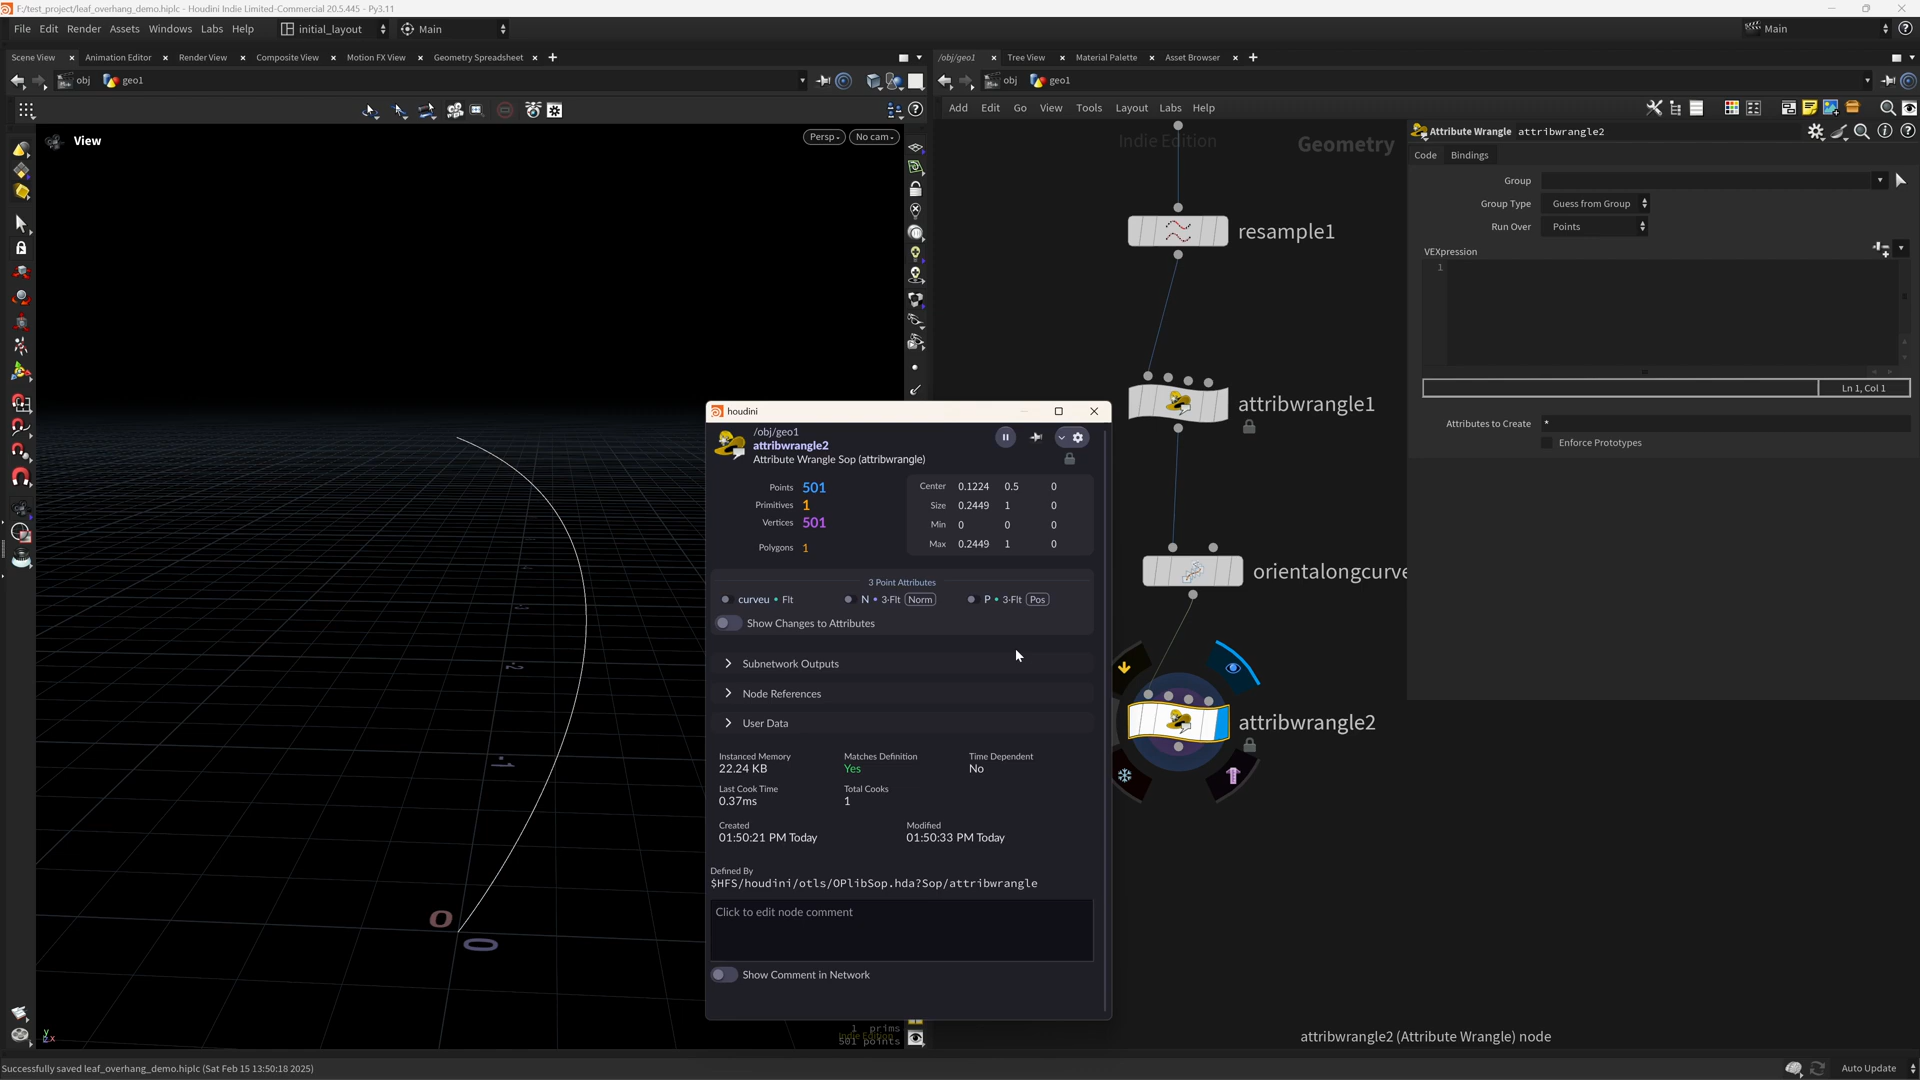 F:/test_project/leaf_overhang_demo.hiplc - Houdini Indie Limited-Commercial 20.5.445 - Py3.11
File Edit Render Assets Windows Labs Help initial_layout Main Main
Scene View Animation Editor Render View Composite View Motion FX View Geometry Spreadsheet
/obj/geo1 Tree View Material Palette Asset Browser
obj geo1
obj geo1
Add Edit Go View Tools Layout Labs Help
View
Persp No cam
Indie Edition
Geometry
resample1
attribwrangle1
orientalongcurve
attribwrangle2
attribwrangle2 (Attribute Wrangle) node
Attribute Wrangle attribwrangle2
Code Bindings
Group
Group Type Guess from Group
Run Over Points
VEXpression
1
Ln 1, Col 1
Attributes to Create *
Enforce Prototypes
houdini
/obj/geo1
attribwrangle2
Attribute Wrangle Sop (attribwrangle)
Points 501
Primitives 1
Vertices 501
Polygons 1
Center 0.1224 0.5 0
Size 0.2449 1 0
Min 0 0 0
Max 0.2449 1 0
3 Point Attributes
curveu • Flt N • 3-Flt Norm P • 3-Flt Pos
Show Changes to Attributes
Subnetwork Outputs
Node References
User Data
Instanced Memory Matches Definition Time Dependent
22.24 KB Yes No
Last Cook Time Total Cooks
0.37ms 1
Created Modified
01:50:21 PM Today 01:50:33 PM Today
Defined By
$HFS/houdini/otls/OPlibSop.hda?Sop/attribwrangle
Click to edit node comment
Show Comment in Network
0
0
1 prims
Indie Edition
501 points
Successfully saved leaf_overhang_demo.hiplc (Sat Feb 15 13:50:18 2025)
Auto Update